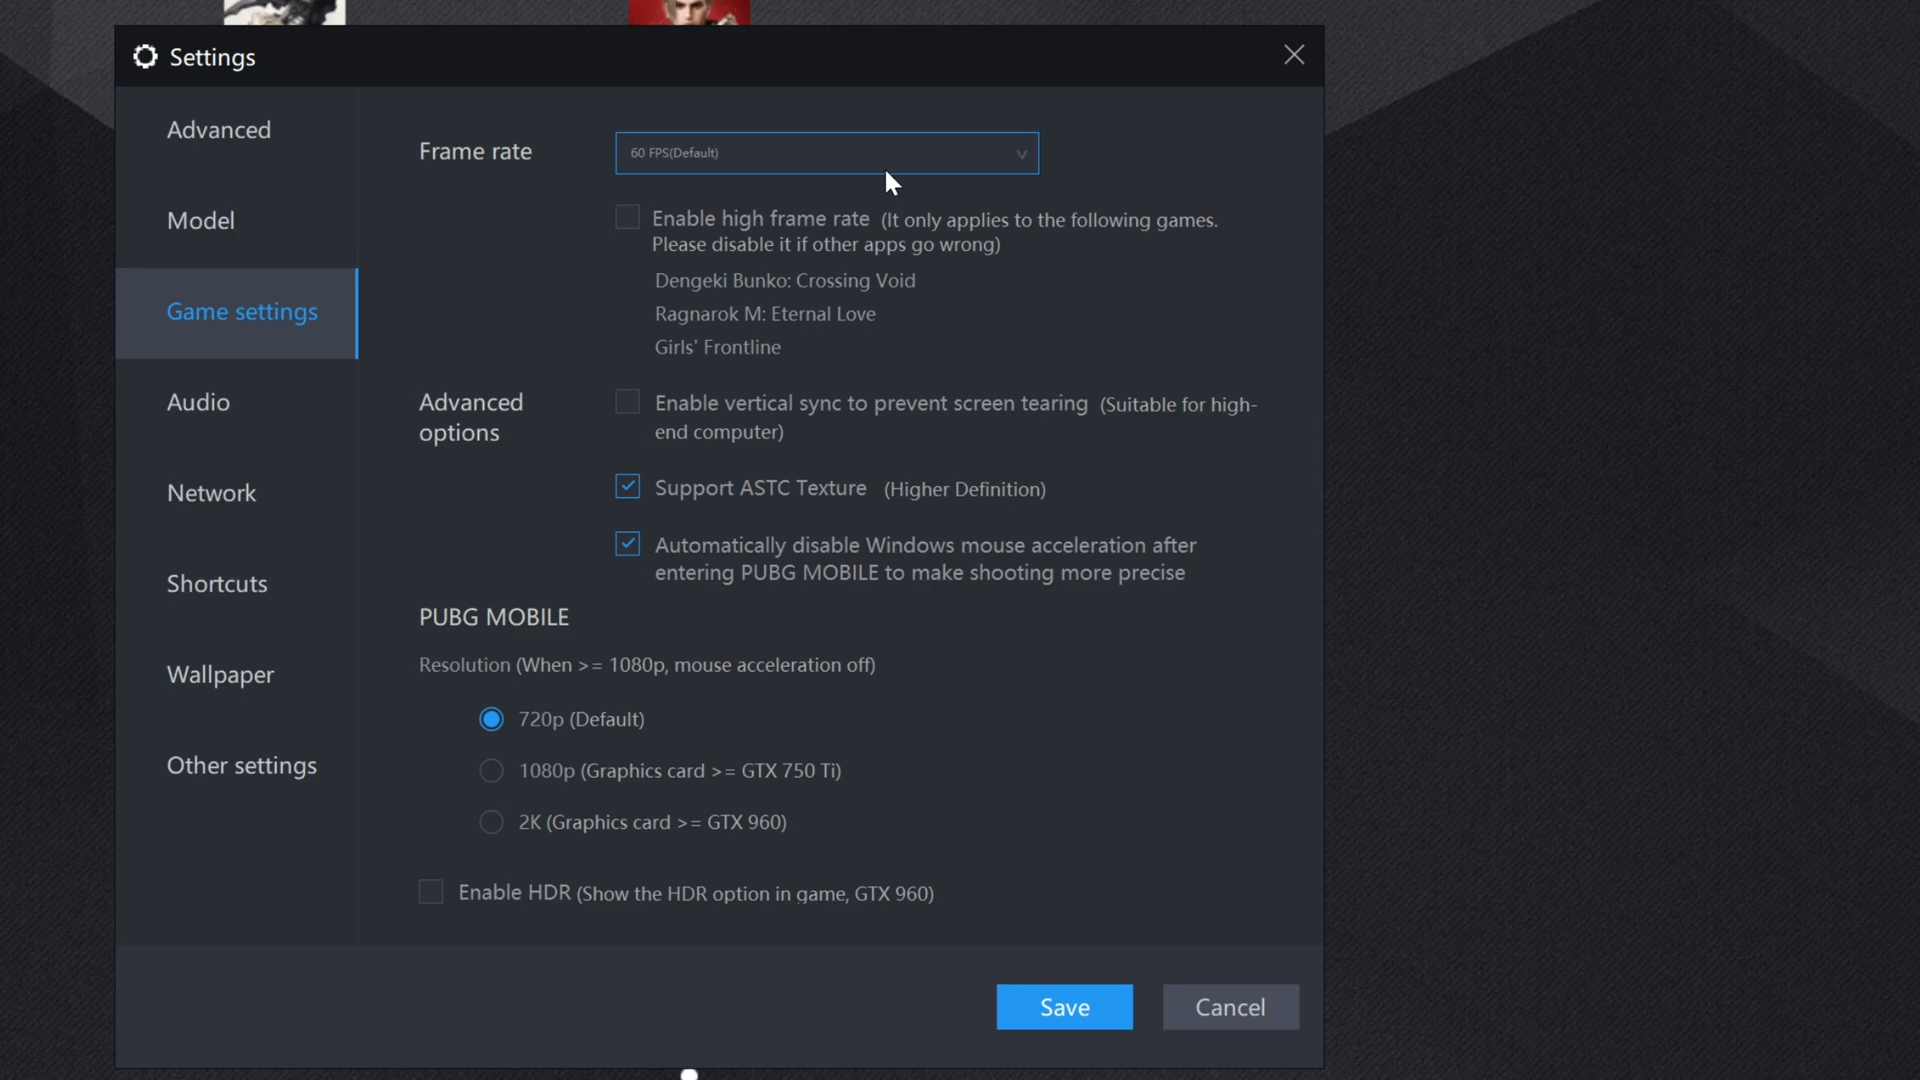 Settings
Advanced
Model
Game settings
Audio
Network
Shortcuts
Wallpaper
Other settings
Frame rate
60 FPS(Default)
Enable high frame rate (It only applies to the following games.
Please disable it if other apps go wrong)
Dengeki Bunko: Crossing Void
Ragnarok M: Eternal Love
Girls' Frontline
Advanced
options
Enable vertical sync to prevent screen tearing (Suitable for high-
end computer)
Support ASTC Texture (Higher Definition)
Automatically disable Windows mouse acceleration after
entering PUBG MOBILE to make shooting more precise
PUBG MOBILE
Resolution (When >= 1080p, mouse acceleration off)
720p (Default)
1080p (Graphics card >= GTX 750 Ti)
2K (Graphics card >= GTX 960)
Enable HDR (Show the HDR option in game, GTX 960)
Save
Cancel